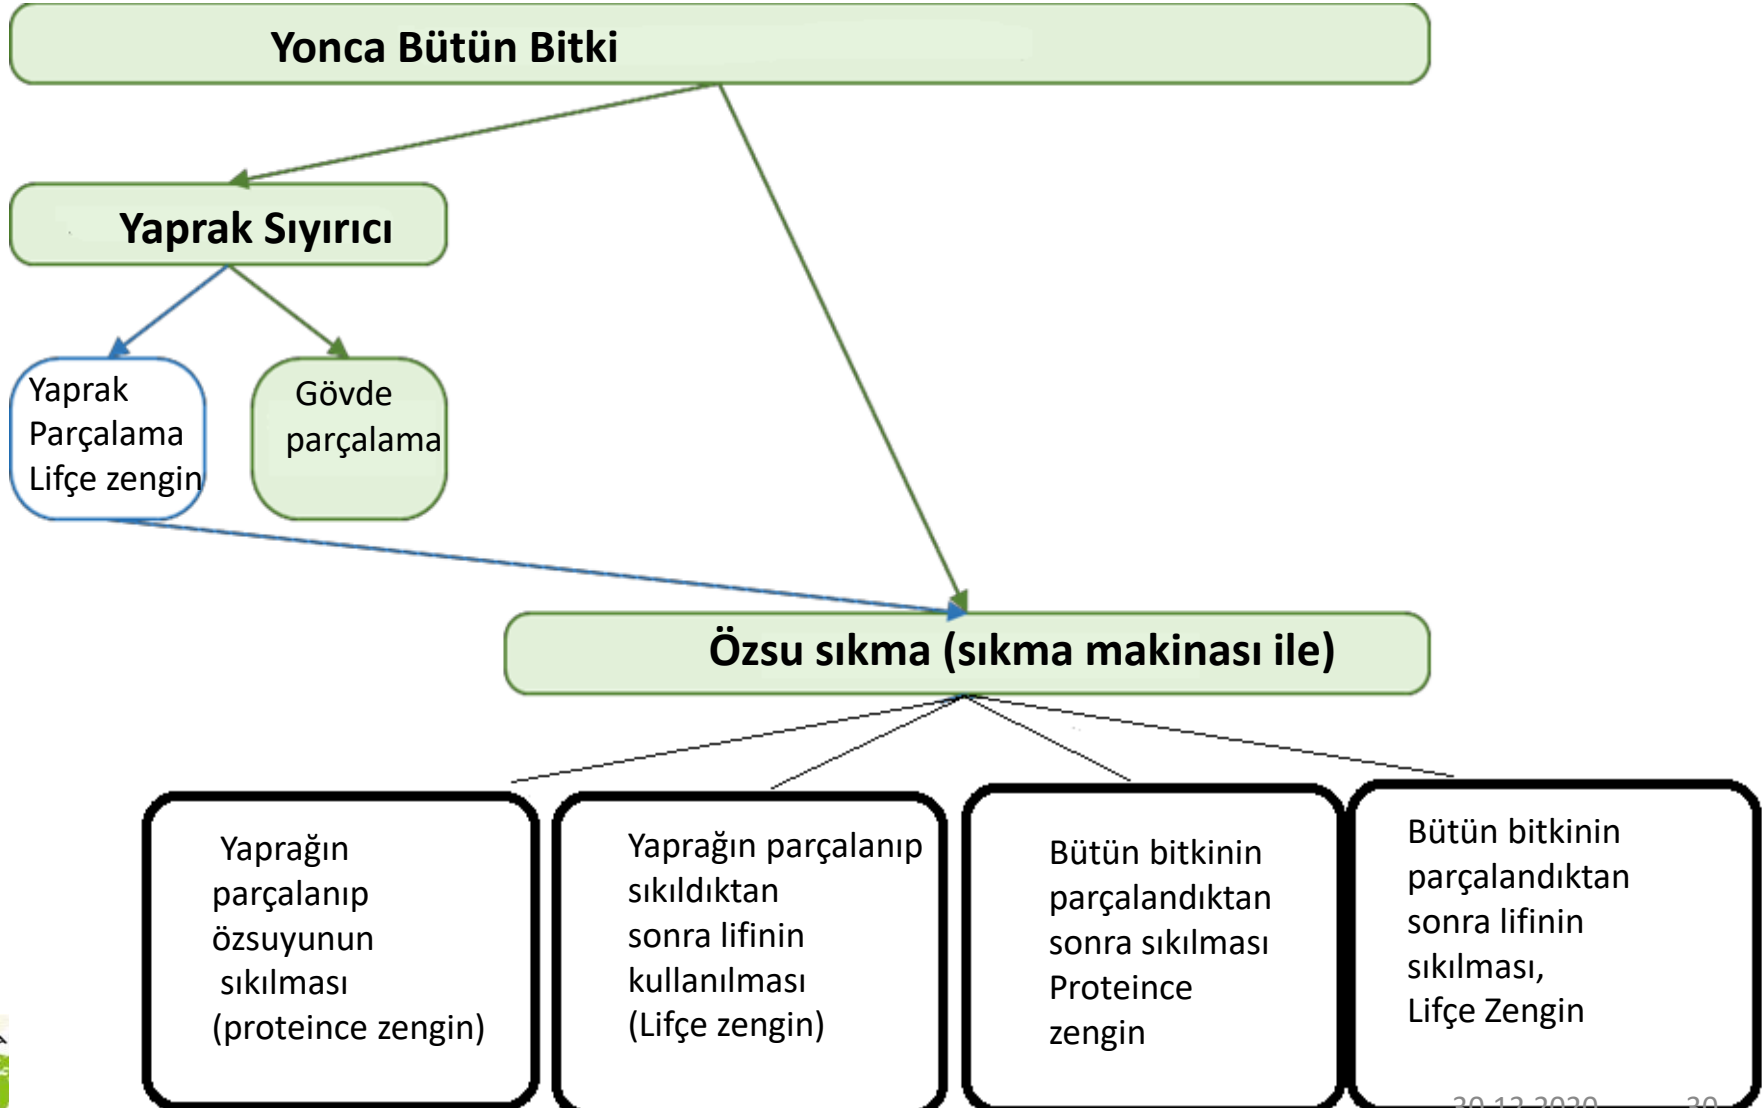 Yonca Bütün Bitki
Yaprak Sıyırıcı
Yaprak
Parçalama
Lifçe zengin
Gövde
parçalama
Özsu sıkma (sıkma makinası ile)
Yaprağın
parçalanıp
özsuyunun
sıkılması
(proteince zengin)
Yaprağın parçalanıp
sıkıldıktan
sonra lifinin
kullanılması
(Lifçe zengin)
Bütün bitkinin
parçalandıktan
sonra sıkılması
Proteince
zengin
Bütün bitkinin
parçalandıktan
sonra lifinin
sıkılması,
Lifçe Zengin